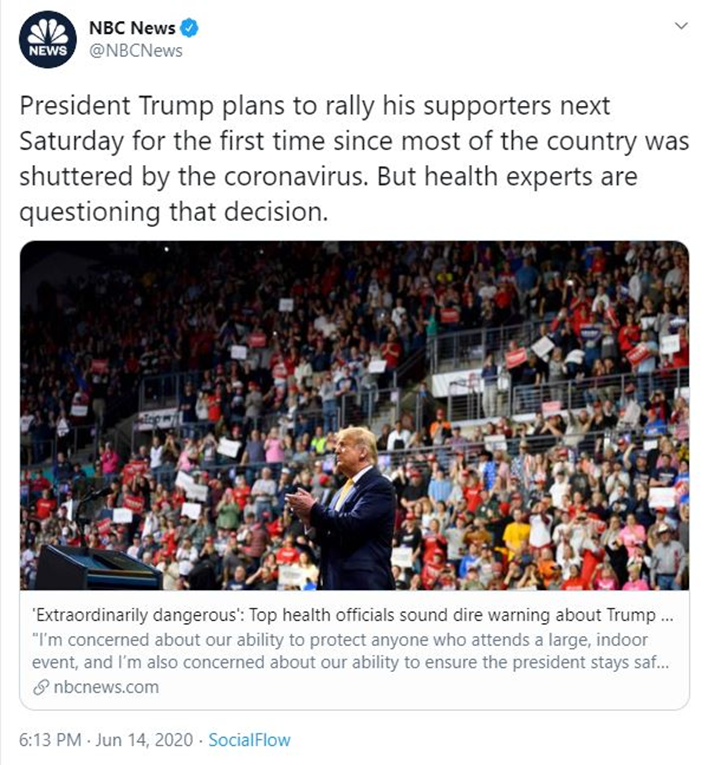 NBC News
@NBCNews
NEWS
President Trump plans to rally his supporters next
Saturday for the first time since most of the country was
shuttered by the coronavirus. But health experts are
questioning that decision.
'Extraordinarily dangerous': Top health officials sound dire warning about Trump ...
"I'm concerned about our ability to protect anyone who attends a large, indoor
event, and I'm also concerned about our ability to ensure the president stays saf...
nbcnews.com
6:13 PM · Jun 14, 2020 · SocialFlow